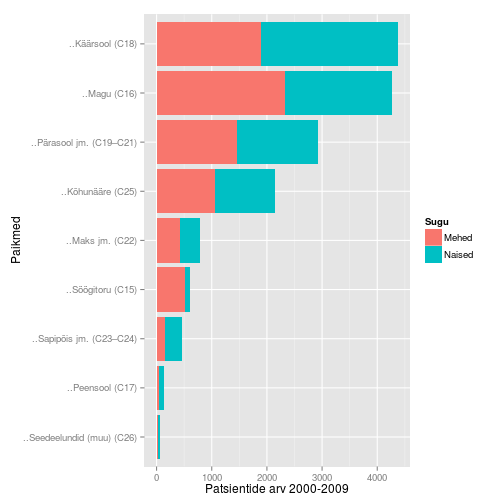 Paikmed
..Käärsool (C18)
..Magu (C16)
..Pärasool jm. (C19–C21)
..Kõhunääre (C25)
..Maks jm. (C22)
..Söögitoru (C15)
..Sapipõis jm. (C23–C24)
..Peensool (C17)
..Seedeelundid (muu) (C26)
0 1000 2000 3000 4000
Patsientide arv 2000-2009
Sugu
Mehed
Naised